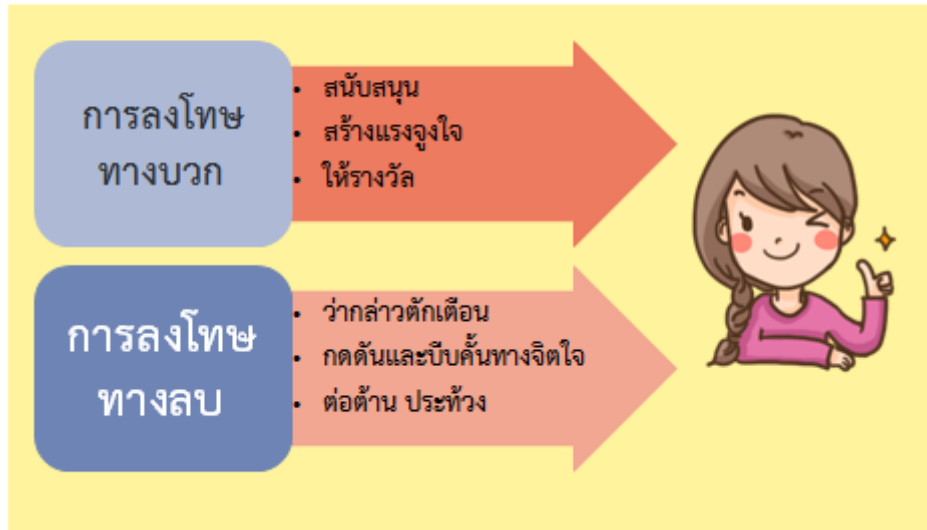 การลงโทษ
ทางบวก
• สนับสนุน
• สร้างแรงจูงใจ
• ให้รางวัล
การลงโทษ
ทางลบ
• ว่ากล่าวตักเตือน
• กดดันและบีบคั้นทางจิตใจ
• ต่อต้าน ประท้วง